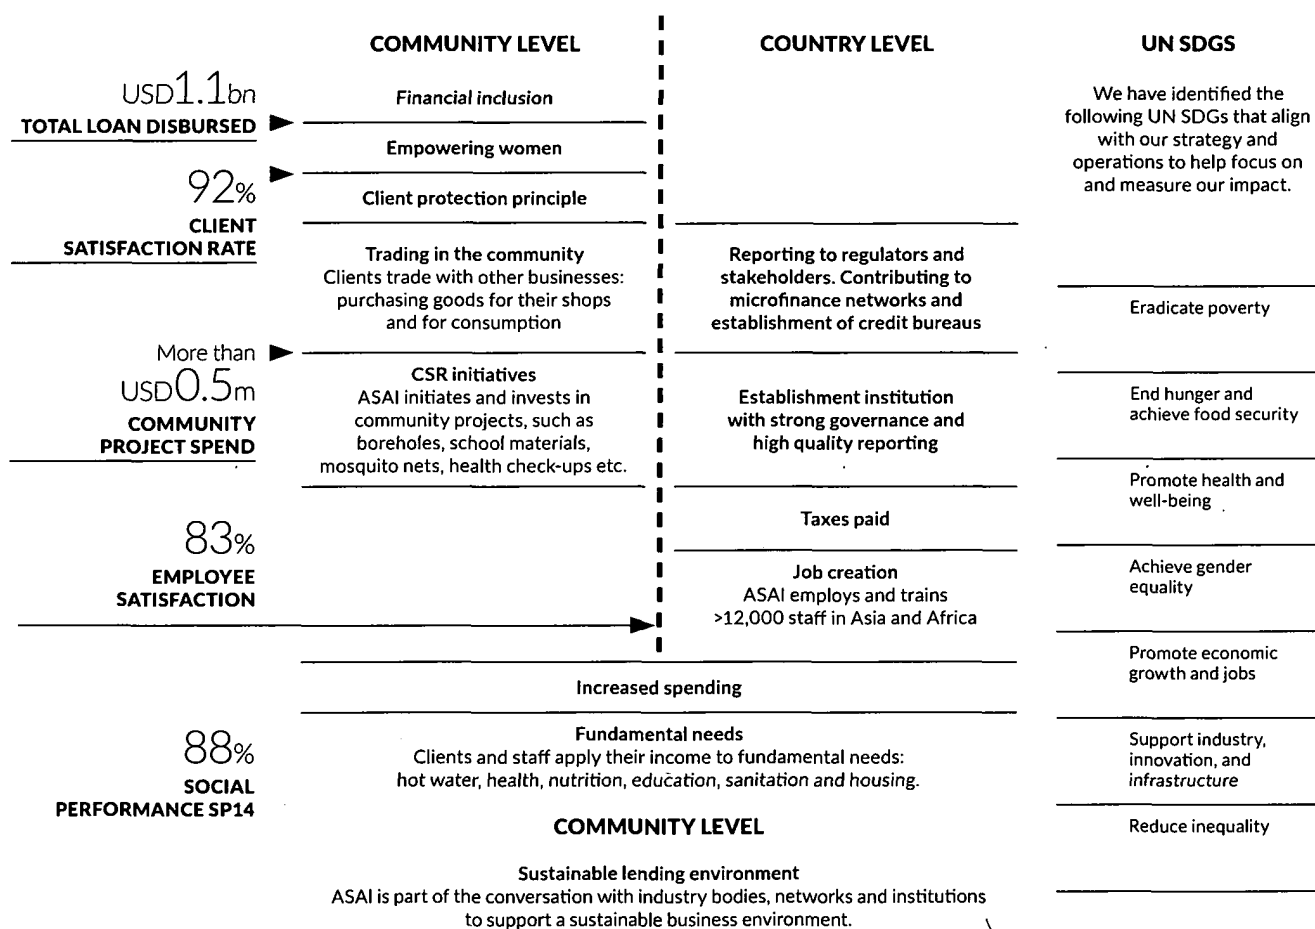 USD1.1bn
TOTAL LOAN DISBURSED
92%
CLIENT
SATISFACTION RATE
More than
USD0.5m
COMMUNITY
PROJECT SPEND
83%
EMPLOYEE
SATISFACTION
88%
SOCIAL
PERFORMANCE SP14
COMMUNITY LEVEL
Financial inclusion
Empowering women
Client protection principle
Trading in the community
Clients trade with other businesses:
purchasing goods for their shops
and for consumption
CSR initiatives
ASAI initiates and invests in
community projects, such as
boreholes, school materials,
mosquito nets, health check-ups etc.
COUNTRY LEVEL
Reporting to regulators and
stakeholders. Contributing to
microfinance networks and
establishment of credit bureaus
Establishment institution
with strong governance and
high quality reporting
Taxes paid
Job creation
ASAI employs and trains
>12,000 staff in Asia and Africa
Increased spending
Fundamental needs
Clients and staff apply their income to fundamental needs:
hot water, health, nutrition, education, sanitation and housing.
COMMUNITY LEVEL
Sustainable lending environment
ASAI is part of the conversation with industry bodies, networks and institutions
to support a sustainable business environment.
UN SDGS
We have identified the
following UN SDGs that align
with our strategy and
operations to help focus on
and measure our impact.
Eradicate poverty
End hunger and
achieve food security
Promote health and
well-being
Achieve gender
equality
Promote economic
growth and jobs
Support industry,
innovation, and
infrastructure
Reduce inequality